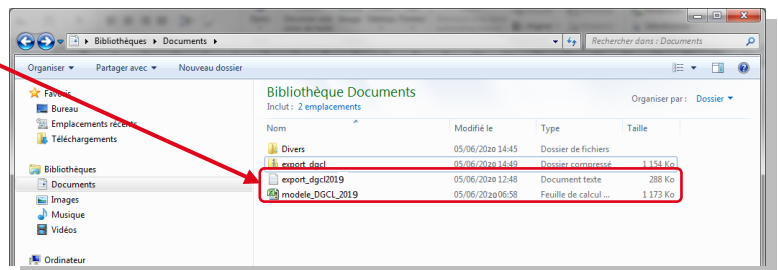 Bibliothèques Documents
Rechercher dans : Documents
Organiser Partager avec Nouveau dossier
Favoris
Bureau
Emplacements récents
Téléchargements
Bibliothèques
Documents
Images
Musique
Vidéos
Ordinateur
Bibliothèque Documents
Inclut : 2 emplacements
Organiser par : Dossier
Nom Modifié le Type Taille
Divers 05/06/2020 14:45 Dossier de fichiers
export_dgcl 05/06/2020 14:49 Dossier compressé 1 154 Ko
export_dgcl2019 05/06/2020 12:48 Document texte 288 Ko
modele_DGCL_2019 05/06/2020 06:58 Feuille de calcul ... 1 173 Ko